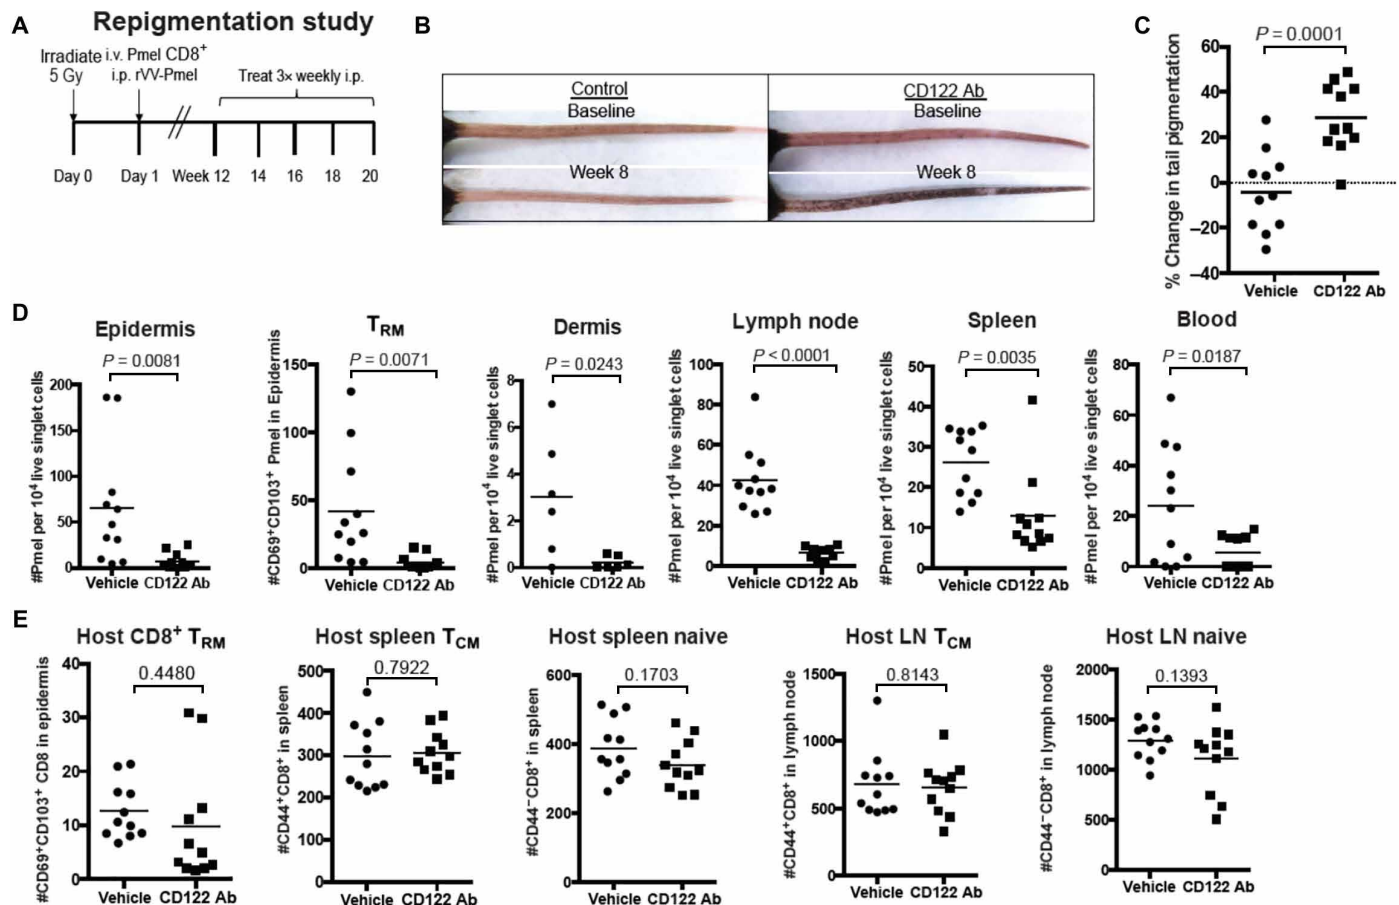 A
Repigmentation study
Irradiate
5 Gy
i.v. Pmel CD8⁺
i.p. rVV-Pmel
Treat 3× weekly i.p.
Day 0
Day 1
Week 12
14
16
18
20
B
Control
Baseline
Week 8
CD122 Ab
Baseline
Week 8
C
P = 0.0001
% Change in tail pigmentation
60
40
20
0
–20
–40
Vehicle
CD122 Ab
D
Epidermis
P = 0.0081
#Pmel per 10⁴ live singlet cells
200
150
100
50
0
Vehicle CD122 Ab
T_RM
P = 0.0071
#CD69⁺CD103⁺ Pmel in Epidermis
150
100
50
0
Vehicle CD122 Ab
Dermis
P = 0.0243
#Pmel per 10⁴ live singlet cells
8
6
4
2
0
Vehicle CD122 Ab
Lymph node
P < 0.0001
#Pmel per 10⁴ live singlet cells
100
80
60
40
20
0
Vehicle CD122 Ab
Spleen
P = 0.0035
#Pmel per 10⁴ live singlet cells
50
40
30
20
10
0
Vehicle CD122 Ab
Blood
P = 0.0187
#Pmel per 10⁴ live singlet cells
80
60
40
20
0
Vehicle CD122 Ab
E
Host CD8⁺ T_RM
0.4480
#CD69⁺CD103⁺ CD8 in epidermis
40
30
20
10
0
Vehicle CD122 Ab
Host spleen T_CM
0.7922
#CD44⁺CD8⁺ in spleen
500
400
300
200
100
0
Vehicle CD122 Ab
Host spleen naive
0.1703
#CD44⁻CD8⁺ in spleen
600
400
200
0
Vehicle CD122 Ab
Host LN T_CM
0.8143
#CD44⁺CD8⁺ in lymph node
1500
1000
500
0
Vehicle CD122 Ab
Host LN naive
0.1393
#CD44⁻CD8⁺ in lymph node
2000
1500
1000
500
0
Vehicle CD122 Ab